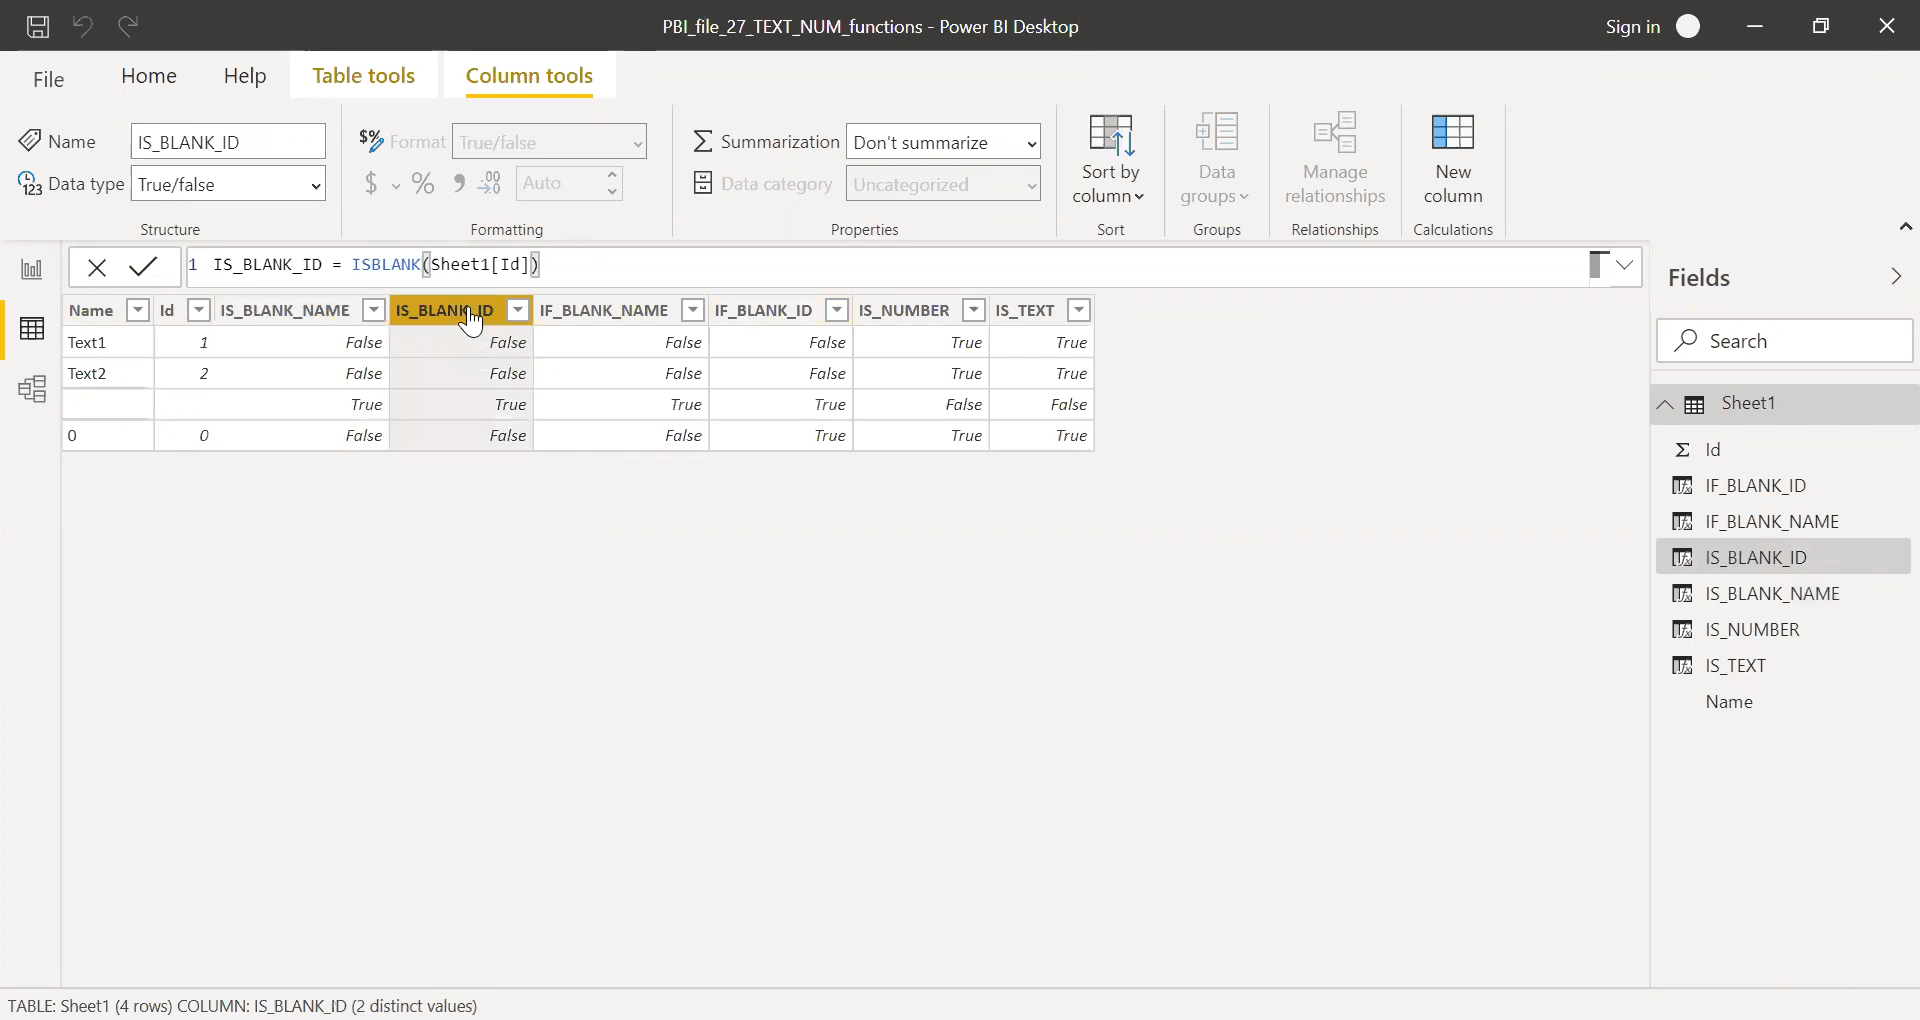 PBI_file_27_TEXT_NUM_functions - Power BI Desktop
Sign in
File
Home
Help
Table tools
Column tools
Name
IS_BLANK_ID
$% Format
True/false
Summarization
Don't summarize
Data type
True/false
$ % 9 .00
Auto
Data category
Uncategorized
Sort by
column
Data
groups
Manage
relationships
New
column
Structure
Formatting
Properties
Sort
Groups
Relationships
Calculations
1 IS_BLANK_ID = ISBLANK(Sheet1[Id])
Name Id IS_BLANK_NAME IS_BLANK_ID IF_BLANK_NAME IF_BLANK_ID IS_NUMBER IS_TEXT
Text1 1 False False False False True True
Text2 2 False False False False True True
True True True True False False
0 0 False False False True True True
Fields
Search
Sheet1
Id
IF_BLANK_ID
IF_BLANK_NAME
IS_BLANK_ID
IS_BLANK_NAME
IS_NUMBER
IS_TEXT
Name
TABLE: Sheet1 (4 rows) COLUMN: IS_BLANK_ID (2 distinct values)